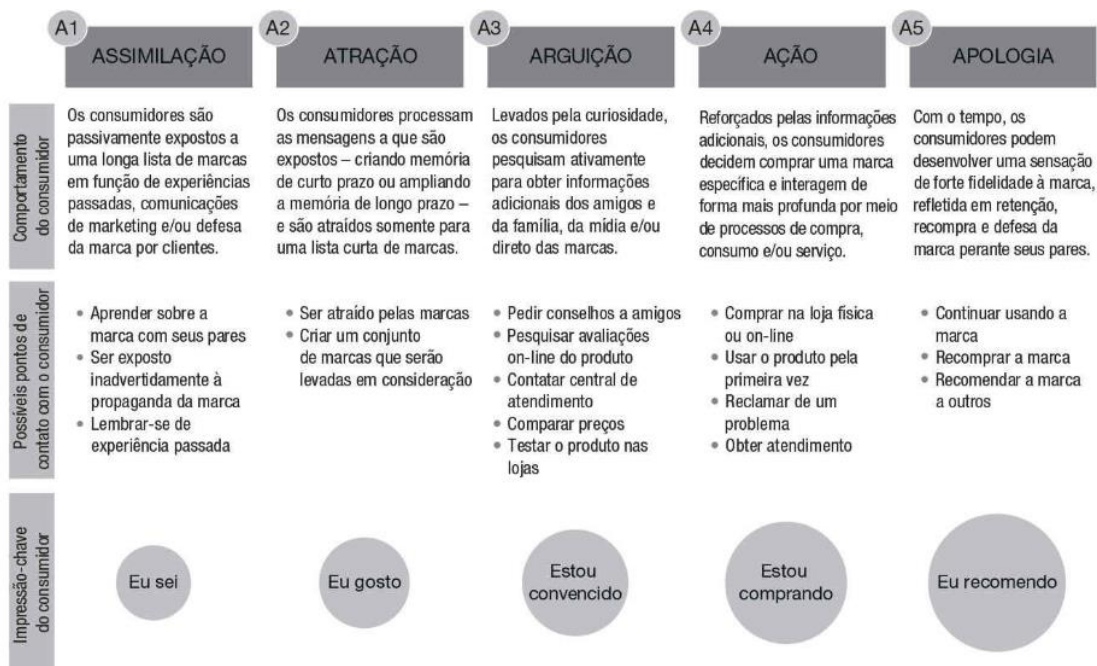 A1
ASSIMILAÇÃO
A2
ATRAÇÃO
A3
ARGUIÇÃO
A4
AÇÃO
A5
APOLOGIA
Comportamento
do consumidor
Os consumidores são
passivamente expostos a
uma longa lista de marcas
em função de experiências
passadas, comunicações
de marketing e/ou defesa
da marca por clientes.
Os consumidores processam
as mensagens a que são
expostos – criando memória
de curto prazo ou ampliando
a memória de longo prazo –
e são atraídos somente para
uma lista curta de marcas.
Levados pela curiosidade,
os consumidores
pesquisam ativamente
para obter informações
adicionais dos amigos e
da família, da mídia e/ou
direto das marcas.
Reforçados pelas informações
adicionais, os consumidores
decidem comprar uma marca
específica e interagem de
forma mais profunda por meio
de processos de compra,
consumo e/ou serviço.
Com o tempo, os
consumidores podem
desenvolver uma sensação
de forte fidelidade à marca,
refletida em retenção,
recompra e defesa da
marca perante seus pares.
Possíveis pontos de
contato com o consumidor
• Aprender sobre a
marca com seus pares
• Ser exposto
inadvertidamente à
propaganda da marca
• Lembrar-se de
experiência passada
• Ser atraído pelas marcas
• Criar um conjunto
de marcas que serão
levadas em consideração
• Pedir conselhos a amigos
• Pesquisar avaliações
on-line do produto
• Contatar central de
atendimento
• Comparar preços
• Testar o produto nas
lojas
• Comprar na loja física
ou on-line
• Usar o produto pela
primeira vez
• Reclamar de um
problema
• Obter atendimento
• Continuar usando a
marca
• Recomprar a marca
• Recomendar a marca
a outros
Impressão-chave
do consumidor
Eu sei
Eu gosto
Estou
convencido
Estou
comprando
Eu recomendo